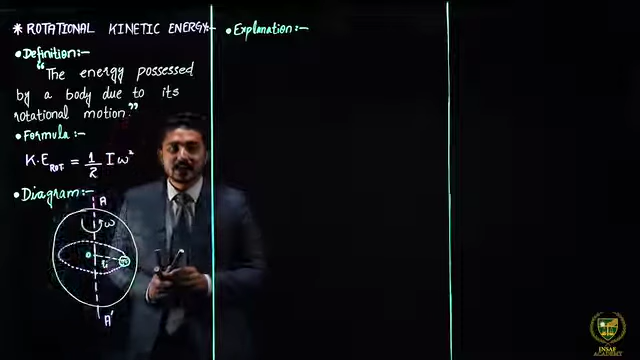 * ROTATIONAL KINETIC ENERGY:-
• Definition:-
"The energy possessed
by a body due to its
rotational motion."
• Formula:-
K.E ROT. = 1/2 I ω²
• Diagram:-
A
ω
O
A'
• Explanation:-
INSAF
ACADEMY